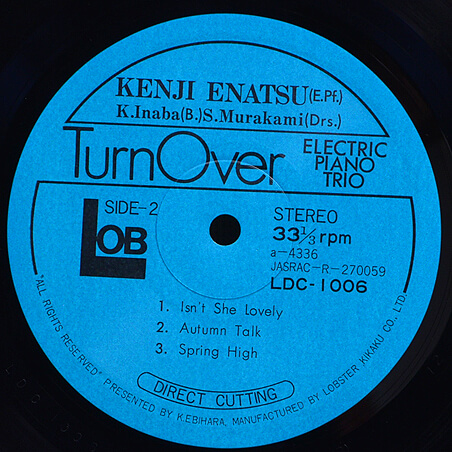 KENJI ENATSU(E.Pf.)
K.Inaba(B.)S.Murakami(Drs.)
TurnOver
ELECTRIC
PIANO
TRIO
LOB
SIDE-2
STEREO
33⅓ rpm
a-4336
JASRAC-R-270059
LDC-1006
1. Isn't She Lovely
2. Autumn Talk
3. Spring High
DIRECT CUTTING
"ALL RIGHTS RESERVED" PRESENTED BY K.EBIHARA, MANUFACTURED BY LOBSTER KIKAKU CO., LTD.